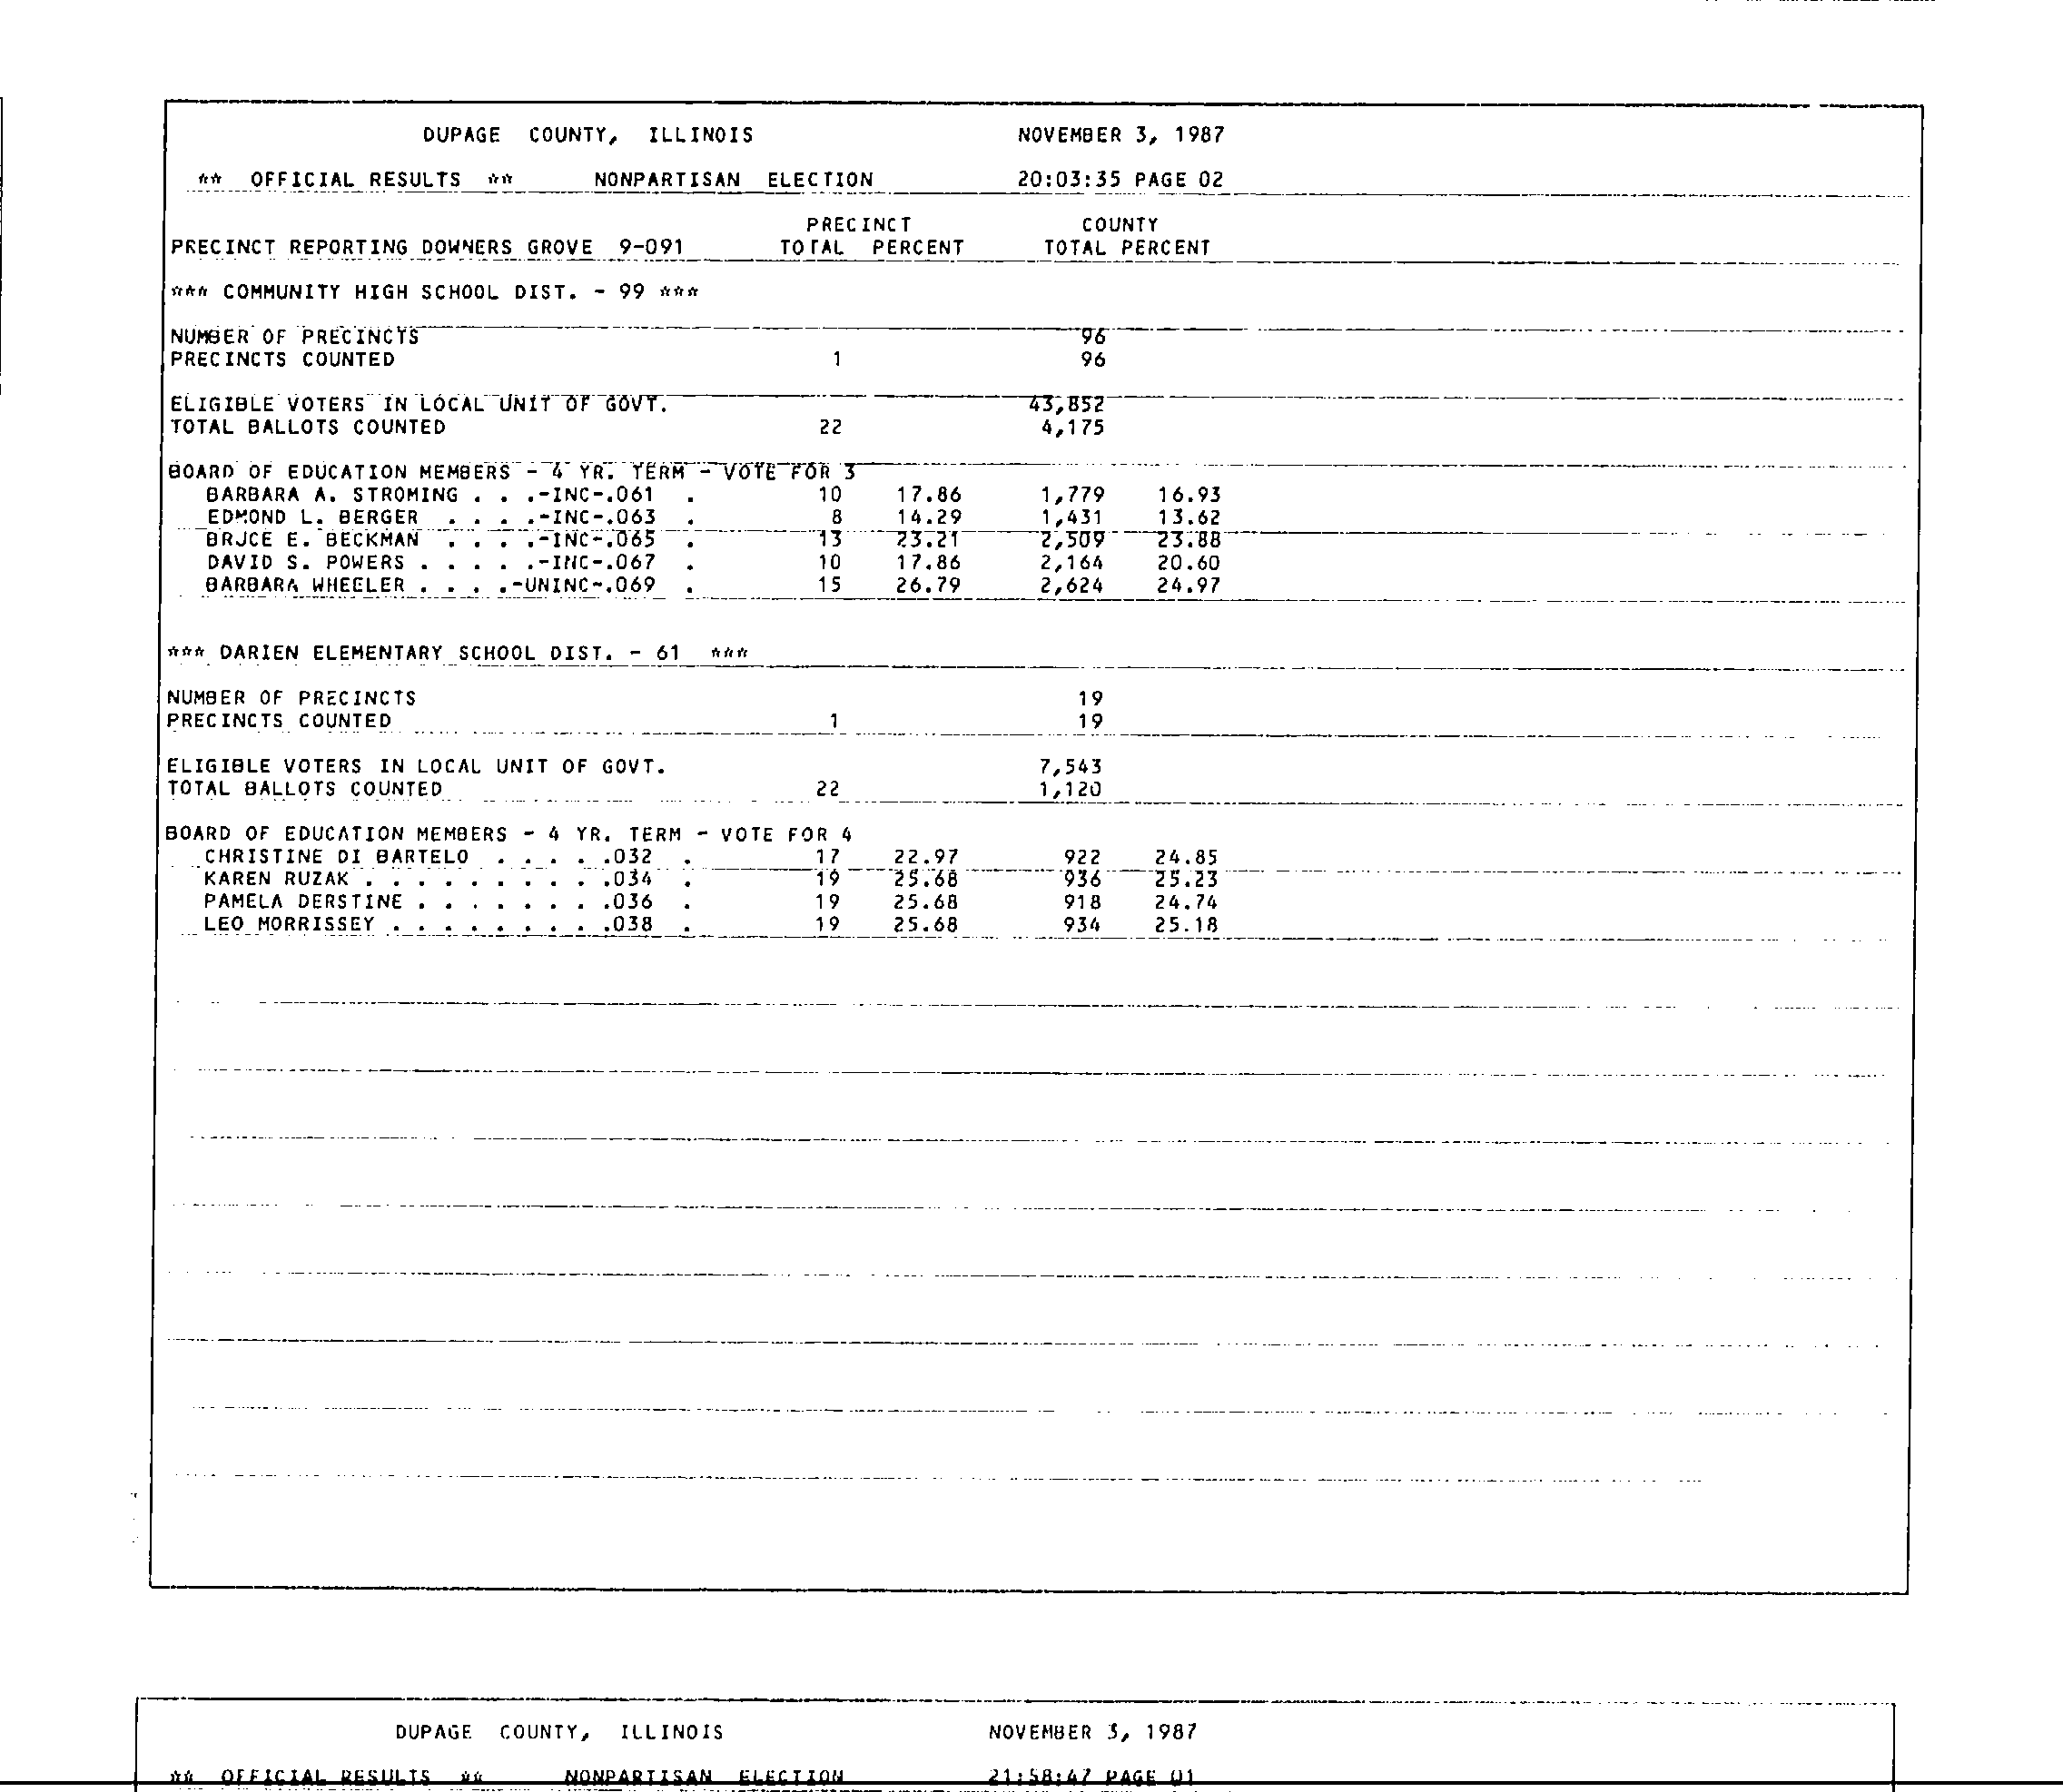 DUPAGE COUNTY, ILLINOIS NOVEMBER 3, 1987
** OFFICIAL RESULTS ** NONPARTISAN ELECTION 20:03:35 PAGE 02
PRECINCT COUNTY
PRECINCT REPORTING DOWNERS GROVE 9-091 TOTAL PERCENT TOTAL PERCENT
*** COMMUNITY HIGH SCHOOL DIST. - 99 ***
NUMBER OF PRECINCTS 96
PRECINCTS COUNTED 1 96
ELIGIBLE VOTERS IN LOCAL UNIT OF GOVT. 43,852
TOTAL BALLOTS COUNTED 22 4,175
BOARD OF EDUCATION MEMBERS - 4 YR. TERM - VOTE FOR 3
BARBARA A. STROMING . . .-INC-.061 . 10 17.86 1,779 16.93
EDMOND L. BERGER . . . .-INC-.063 . 8 14.29 1,431 13.62
BRUCE E. BECKMAN . . . .-INC-.065 . 13 23.21 2,509 23.88
DAVID S. POWERS . . . . .-INC-.067 . 10 17.86 2,164 20.60
BARBARA WHEELER . . . .-UNINC-.069 . 15 26.79 2,624 24.97
*** DARIEN ELEMENTARY SCHOOL DIST. - 61 ***
NUMBER OF PRECINCTS 19
PRECINCTS COUNTED 1 19
ELIGIBLE VOTERS IN LOCAL UNIT OF GOVT. 7,543
TOTAL BALLOTS COUNTED 22 1,120
BOARD OF EDUCATION MEMBERS - 4 YR. TERM - VOTE FOR 4
CHRISTINE DI BARTELO . . . . .032 . 17 22.97 922 24.85
KAREN RUZAK . . . . . . . . . .034 . 19 25.68 936 25.23
PAMELA DERSTINE . . . . . . . .036 . 19 25.68 918 24.74
LEO MORRISSEY . . . . . . . . .038 . 19 25.68 934 25.18
DUPAGE COUNTY, ILLINOIS NOVEMBER 3, 1987
** OFFICIAL RESULTS ** NONPARTISAN ELECTION 21:58:47 PAGE 01